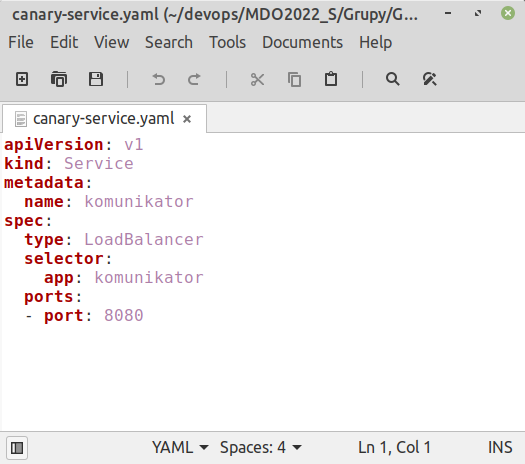 canary-service.yaml (~/devops/MDO2022_S/Grupy/G...
File Edit View Search Tools Documents Help
canary-service.yaml
apiVersion: v1
kind: Service
metadata:
  name: komunikator
spec:
  type: LoadBalancer
  selector:
    app: komunikator
  ports:
  - port: 8080
YAML Spaces: 4 Ln 1, Col 1 INS